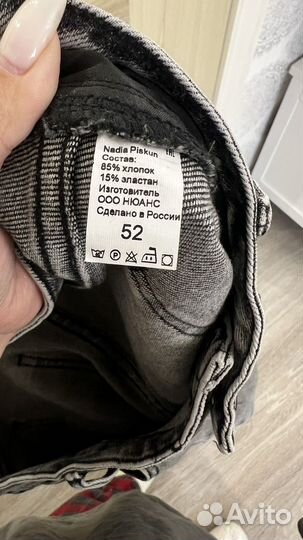 Nadia Piskun
Состав:
85% хлопок
15% эластан
Изготовитель
ООО НЮАНС
Сделано в России
52
Avito